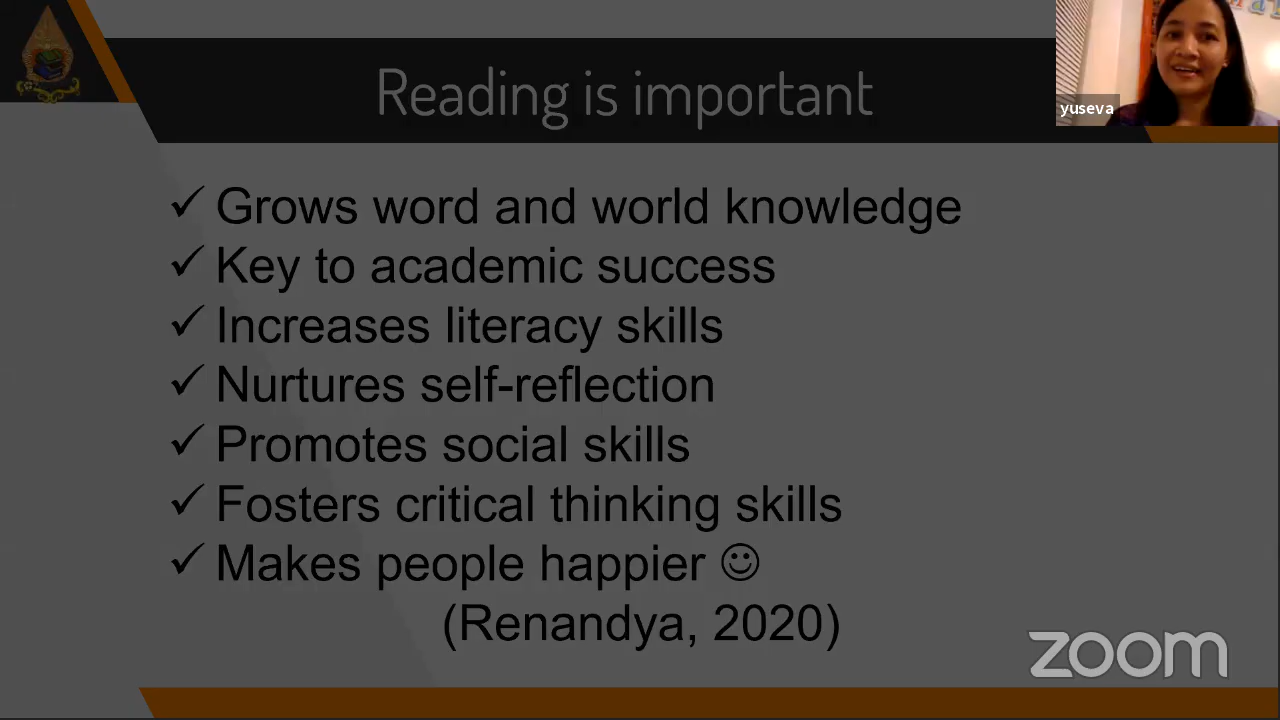 Reading is important
yuseva
✓ Grows word and world knowledge
✓ Key to academic success
✓ Increases literacy skills
✓ Nurtures self-reflection
✓ Promotes social skills
✓ Fosters critical thinking skills
✓ Makes people happier ☺
(Renandya, 2020)
zoom